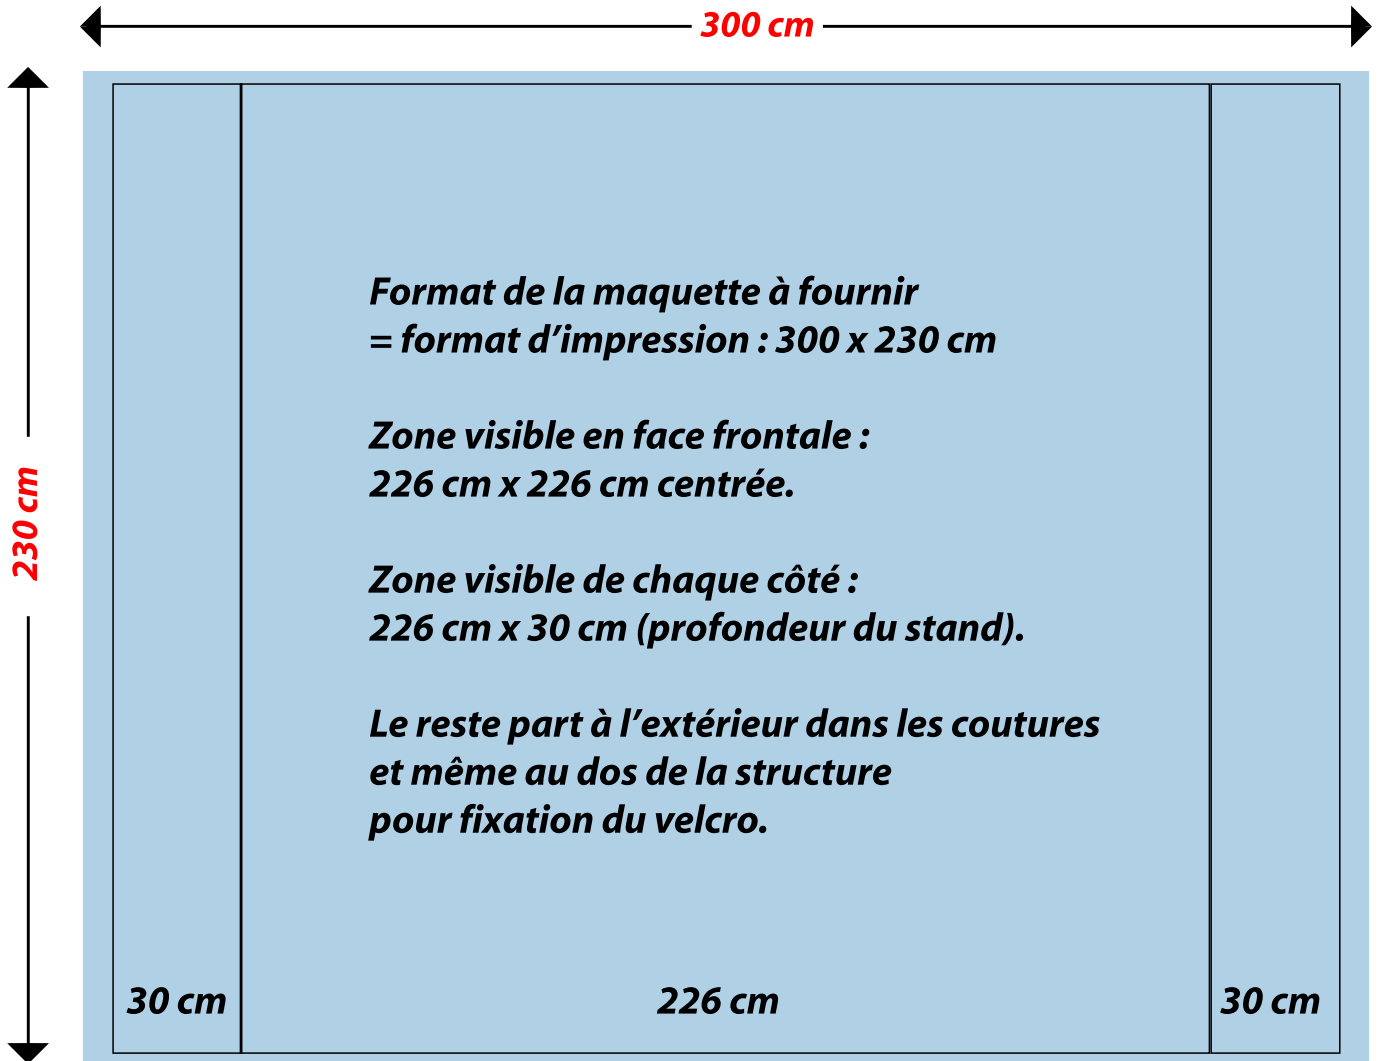 300 cm
230 cm
Format de la maquette à fournir
= format d’impression : 300 x 230 cm
Zone visible en face frontale :
226 cm x 226 cm centrée.
Zone visible de chaque côté :
226 cm x 30 cm (profondeur du stand).
Le reste part à l’extérieur dans les coutures
et même au dos de la structure
pour fixation du velcro.
30 cm
226 cm
30 cm